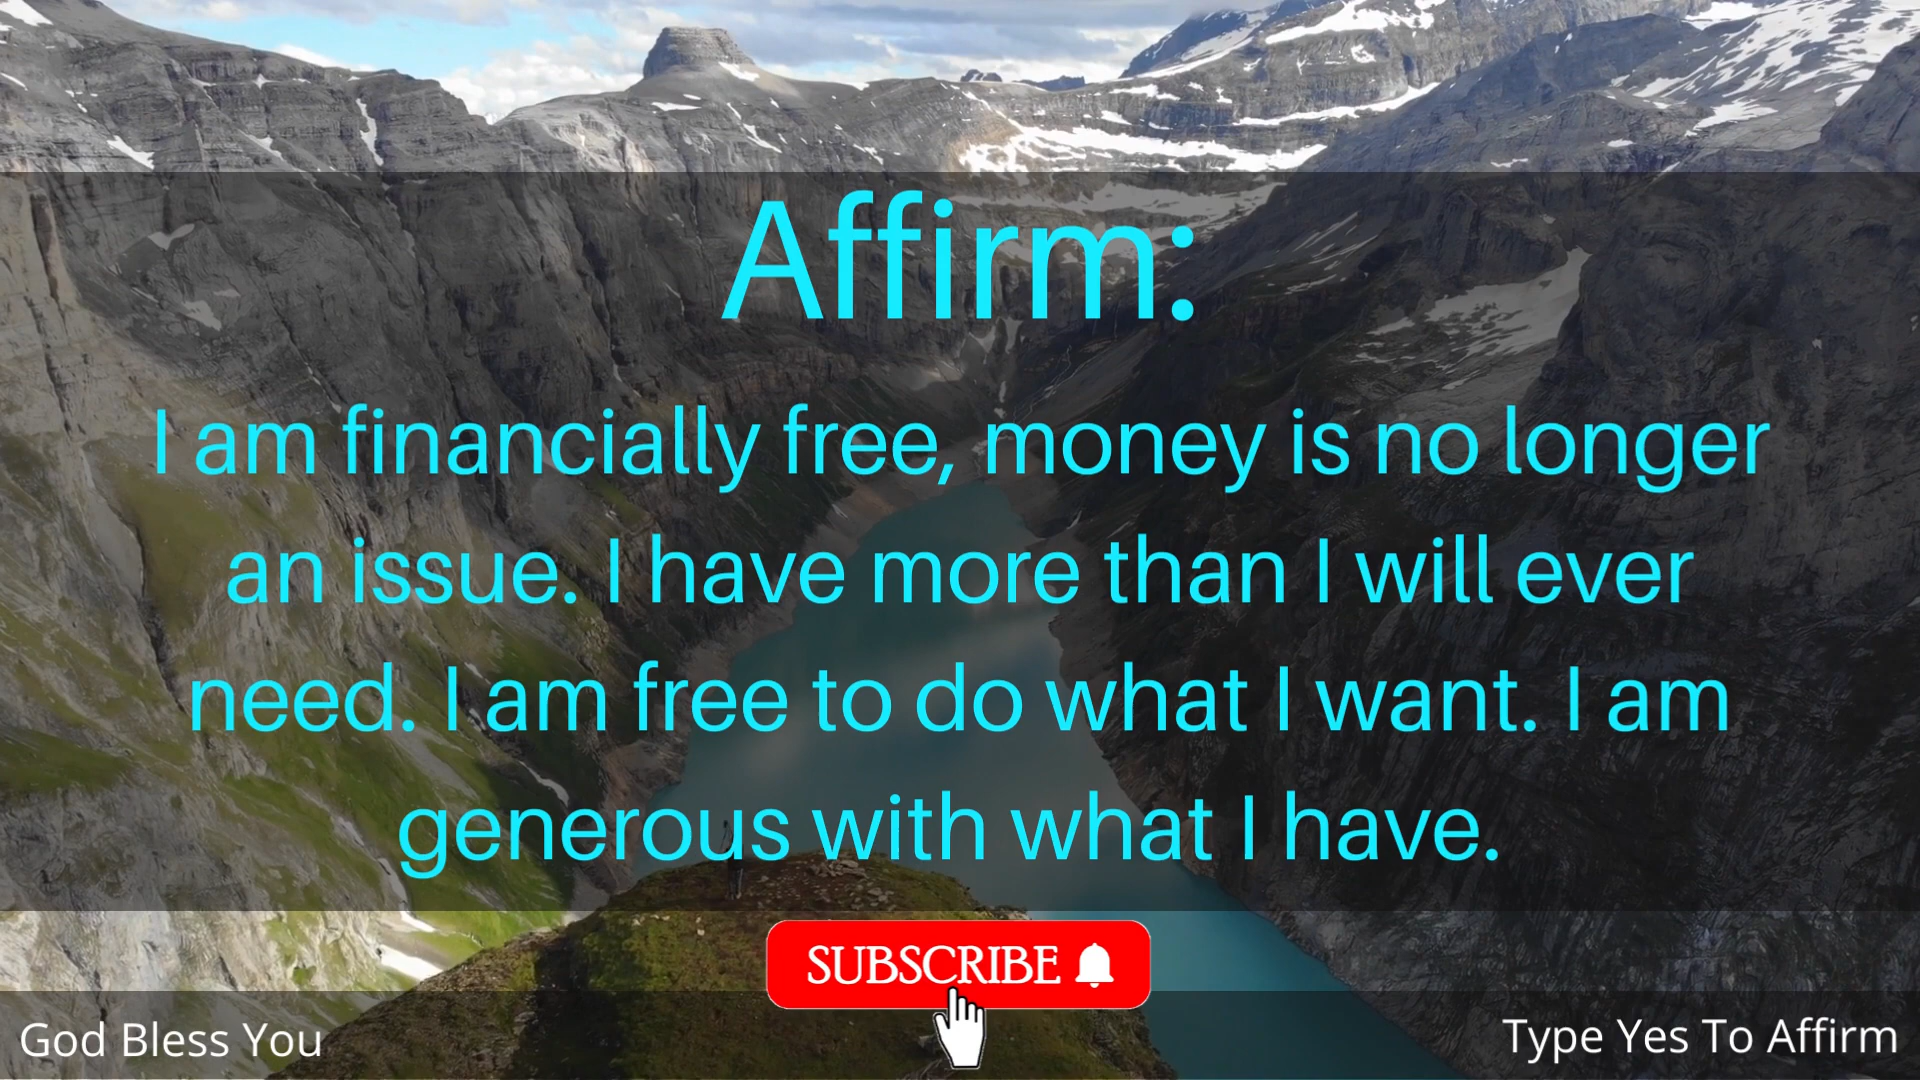 Affirm:
I am financially free, money is no longer
an issue. I have more than I will ever
need. I am free to do what I want. I am
generous with what I have.
SUBSCRIBE
God Bless You
Type Yes To Affirm